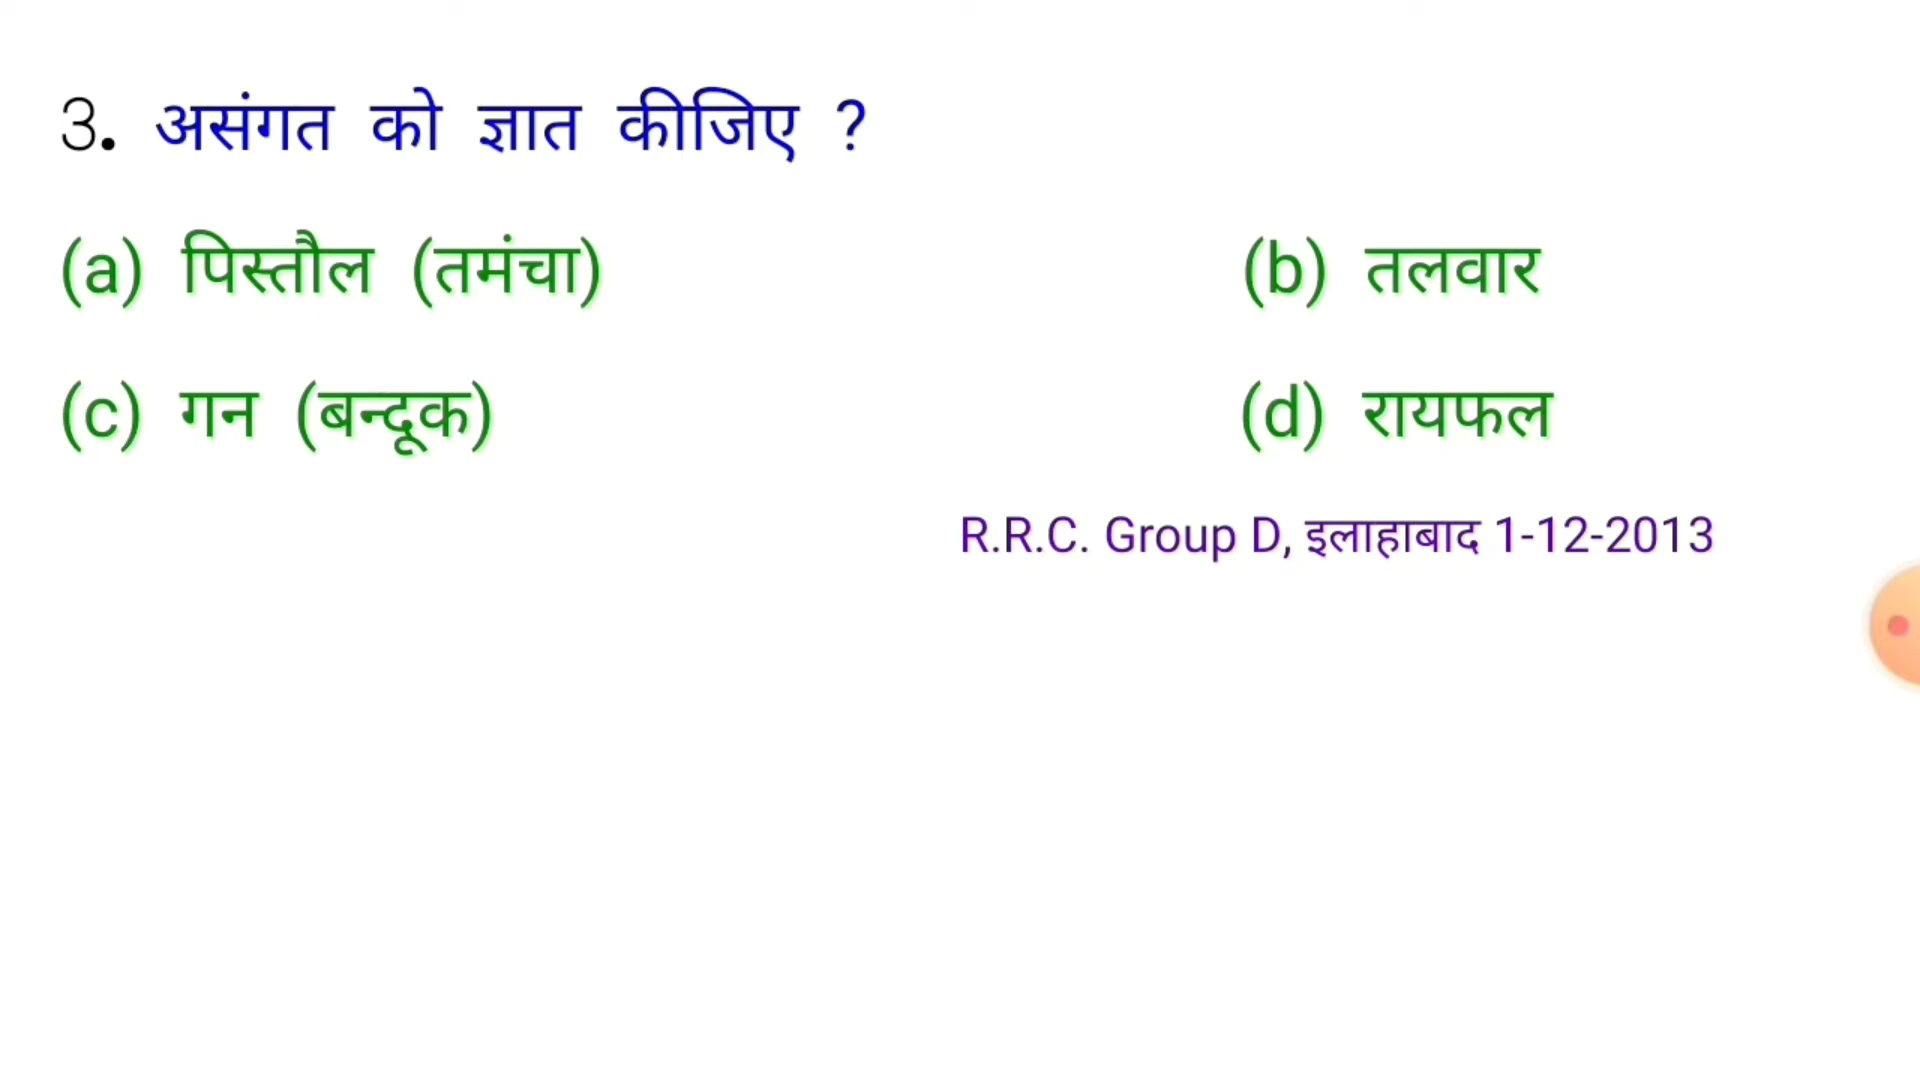 3. असंगत को ज्ञात कीजिए ?
(a) पिस्तौल (तमंचा) (b) तलवार
(c) गन (बन्दूक) (d) रायफल
R.R.C. Group D, इलाहाबाद 1-12-2013